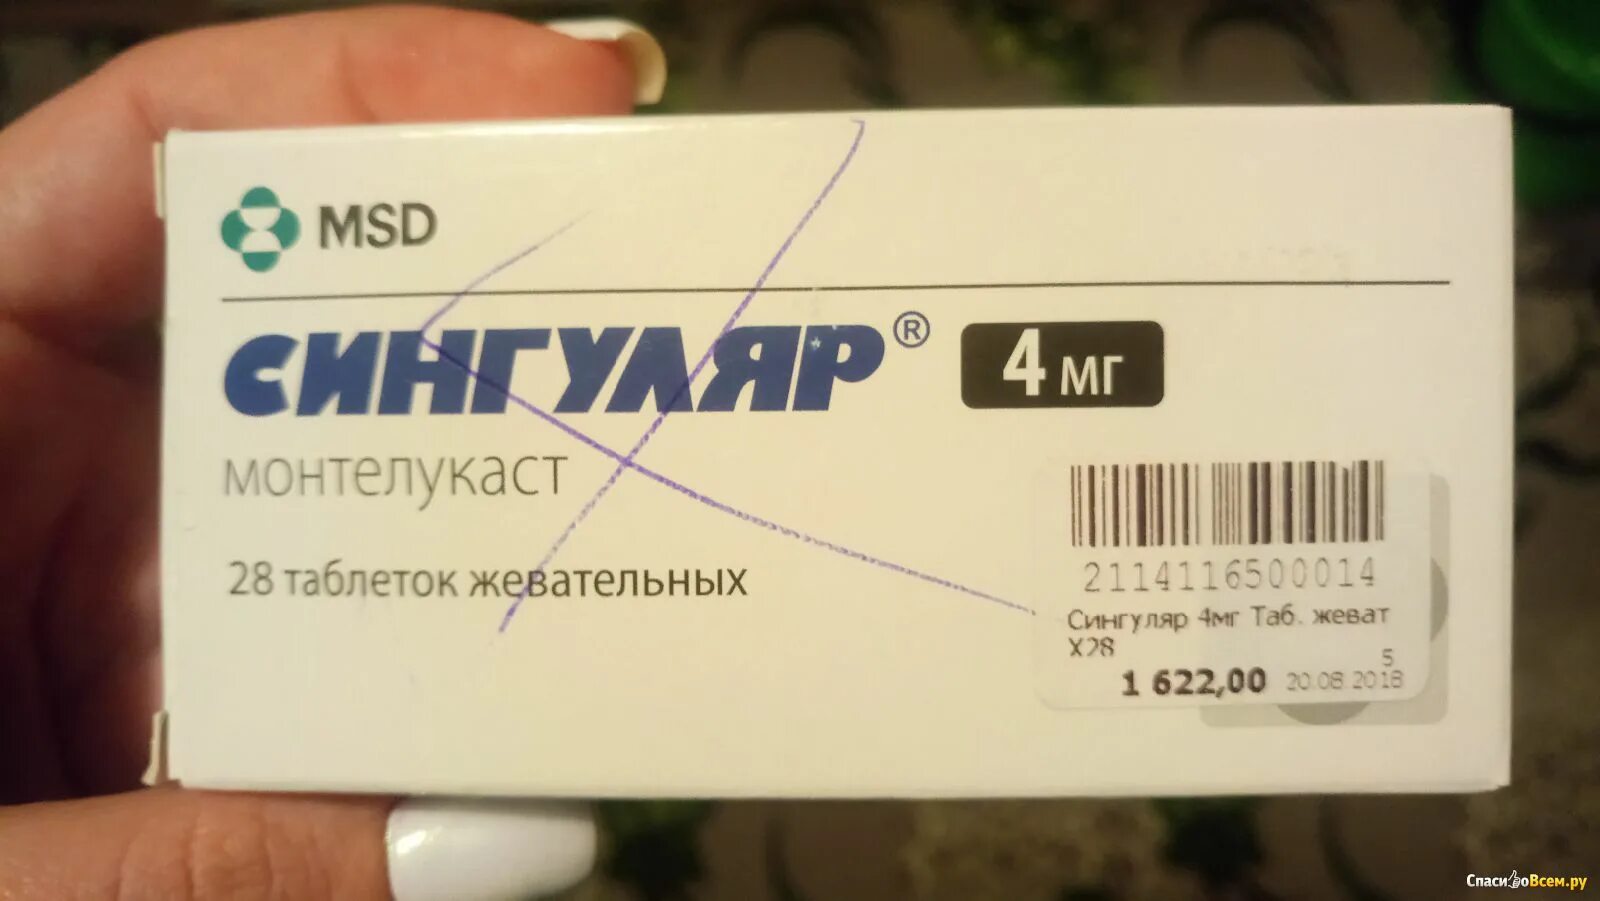 MSD
СИНГУЛЯР® 4 мг
монтелукаст
28 таблеток жевательных
2114116500014
Сингуляр 4мг Таб. жеват
X28
5
1 622,00 20.08.2018
СпасибоВсем.ру